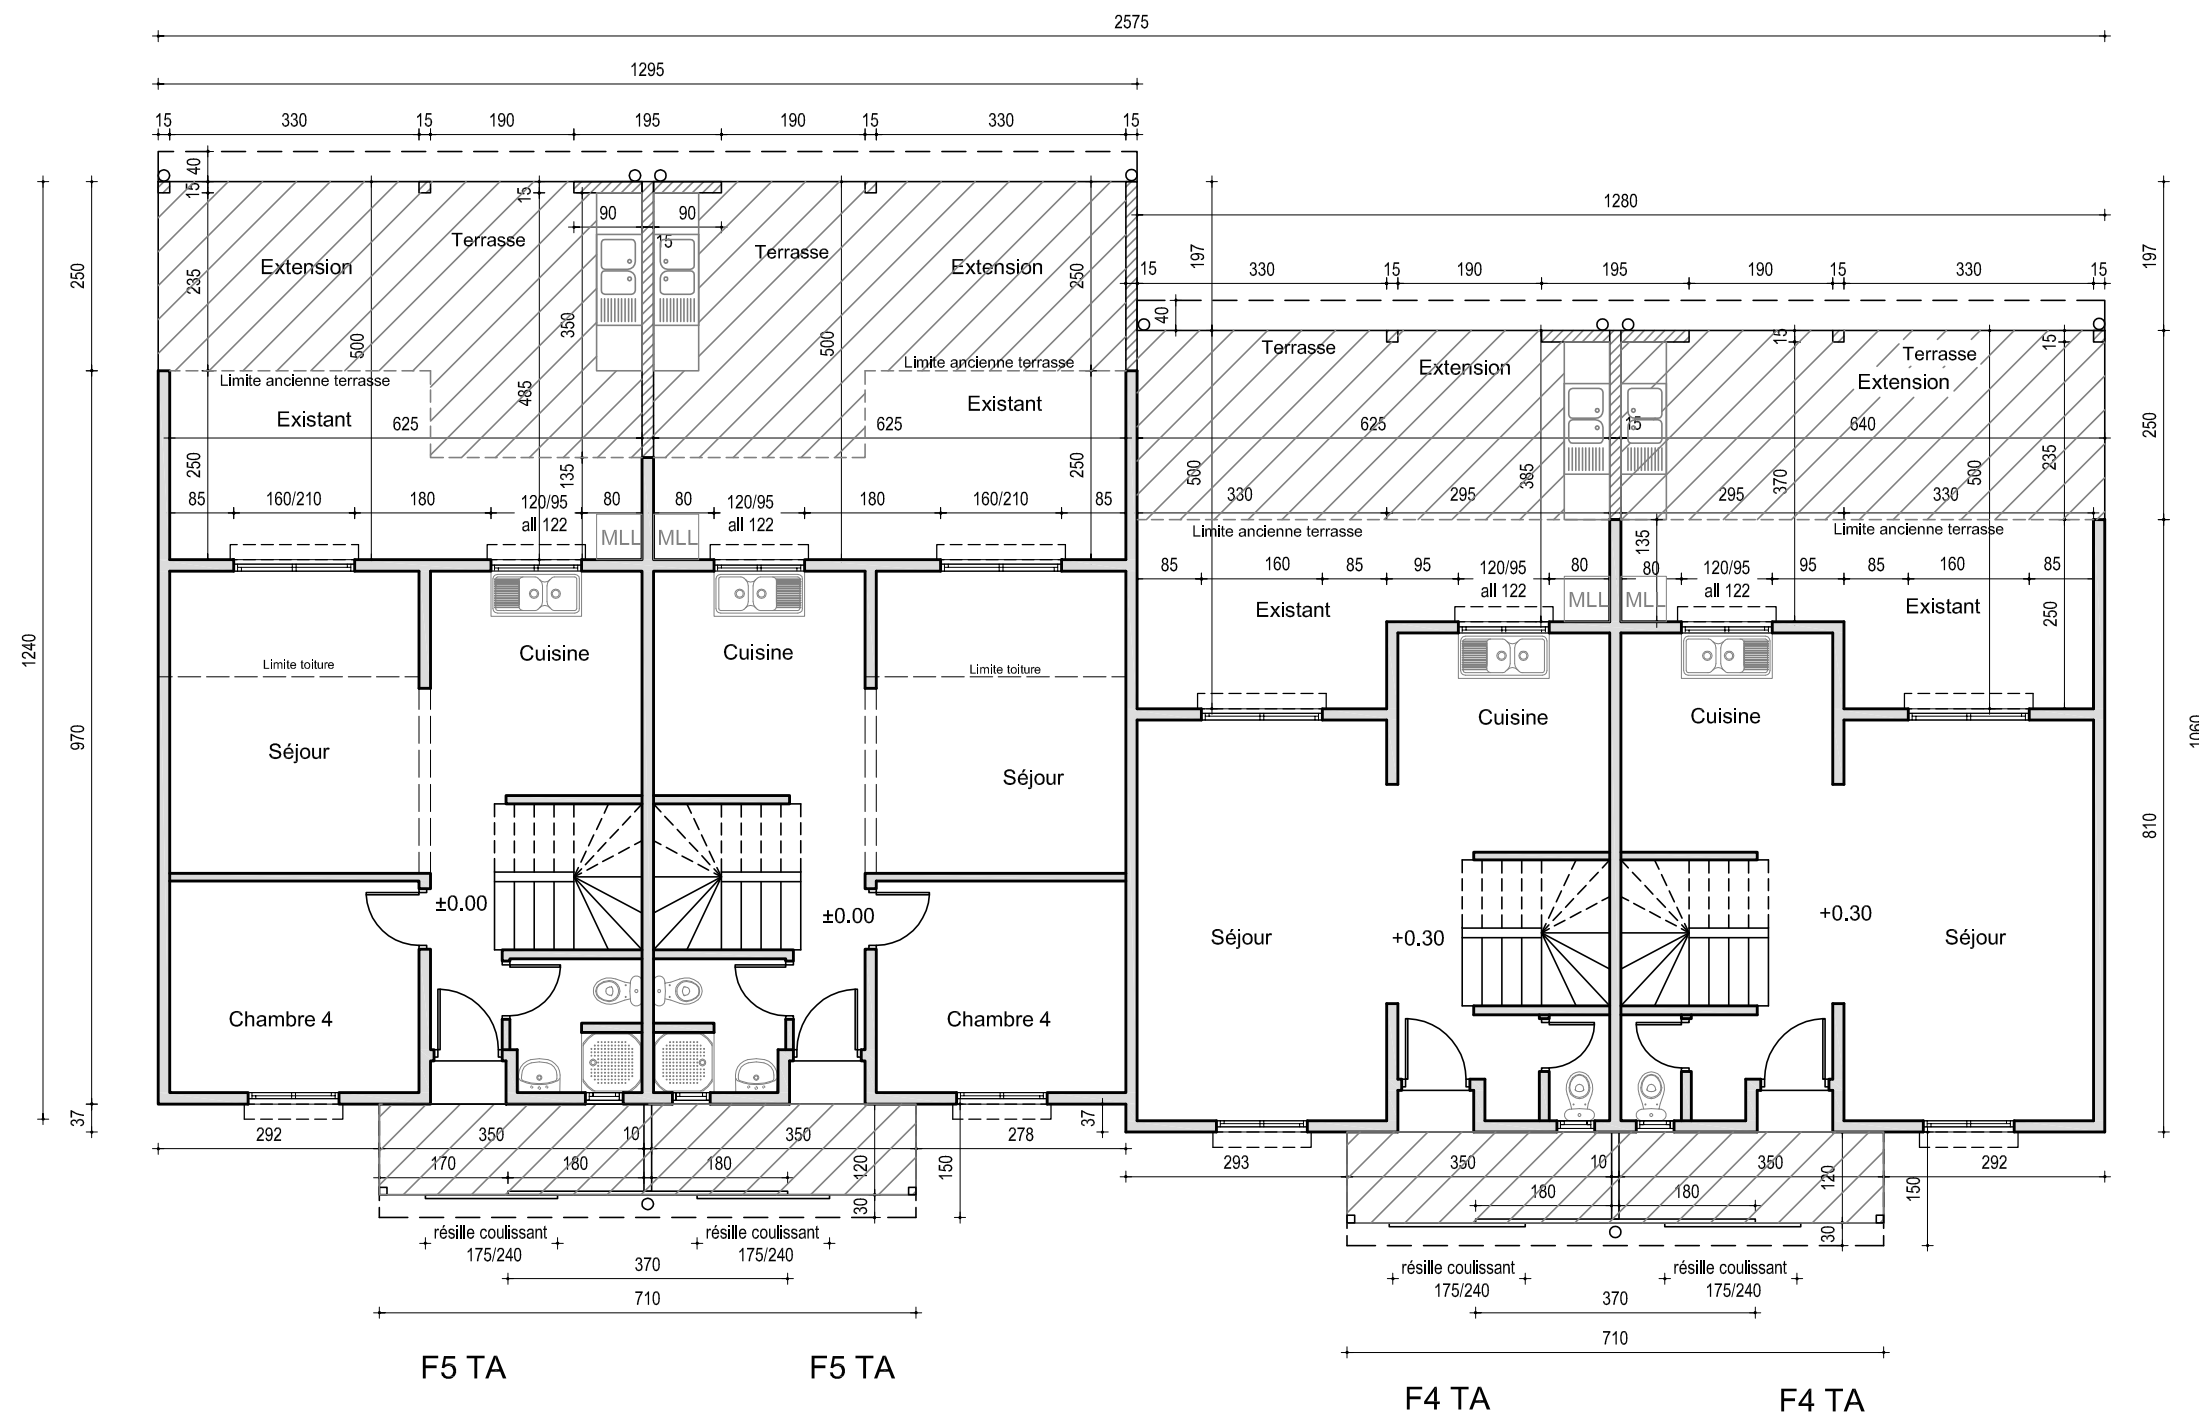 2575
1295
15 330 15 190 195 190 15 330 15
40
15
15
90 90
15
1280
197
197
15 330 15 190 195 190 15 330 15
40
Terrasse
Terrasse
Extension
Extension
250
235
250
350
500
500
485
Limite ancienne terrasse
Limite ancienne terrasse
Existant
Existant
625
625
250
135
250
85 160/210 180 120/95 80 80 120/95 180 160/210 85
all 122
all 122
MLL MLL
Terrasse
Extension
Terrasse
Extension
15
15
625
15
640
500
385
370
500
235
250
330 295 295 330
Limite ancienne terrasse
Limite ancienne terrasse
135
85 160 85 95 120/95 80 80 120/95 95 85 160 85
all 122
all 122
MLL MLL
Existant
Existant
250
1240
970
37
1060
810
Cuisine
Cuisine
Limite toiture
Limite toiture
Séjour
Séjour
±0.00
±0.00
Chambre 4
Chambre 4
Cuisine
Cuisine
Séjour
+0.30
+0.30
Séjour
37
292 350 10 350 278
170 180 180
120
30
150
résille coulissant
175/240
résille coulissant
175/240
370
710
293 350 10 350 292
180 180
120
30
150
résille coulissant
175/240
résille coulissant
175/240
370
710
F5 TA
F5 TA
F4 TA
F4 TA